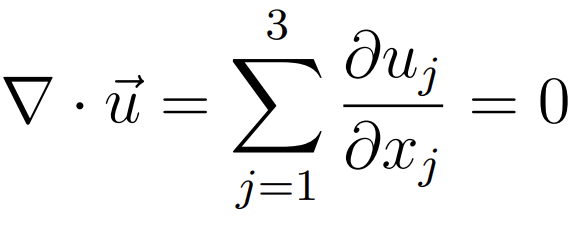 ∇ · u⃗ = ∑_{j=1}^{3} ∂u_j/∂x_j = 0